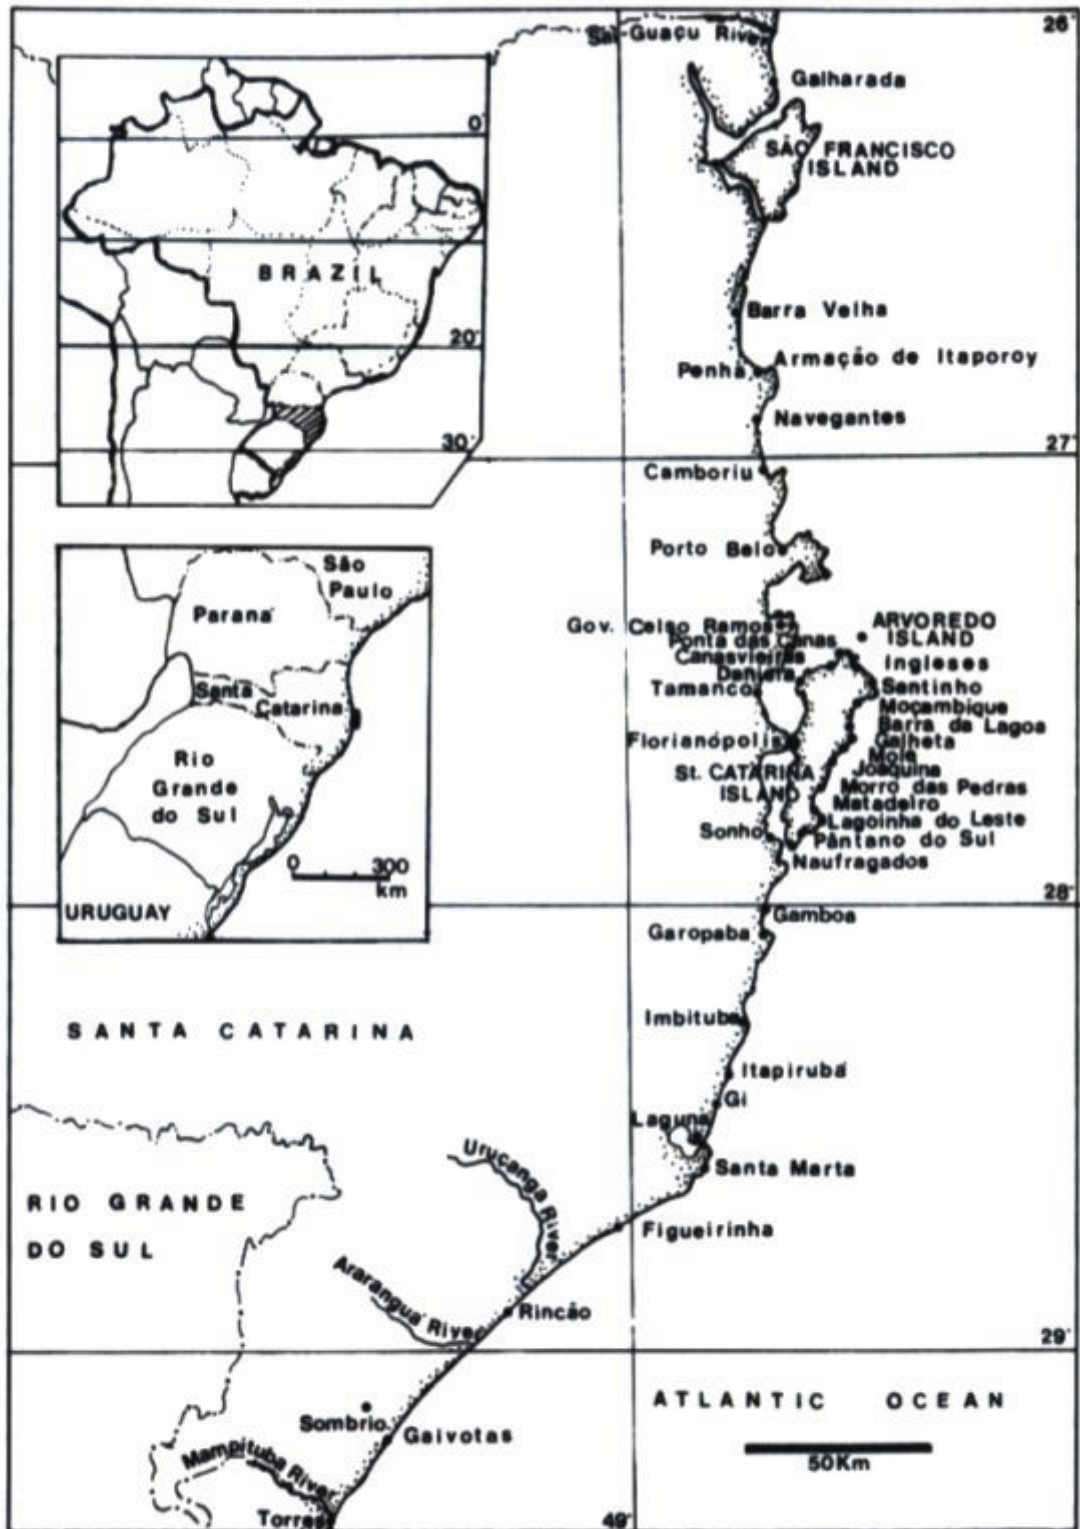 26°
Sai-Guaçu River
Galharada
SÃO FRANCISCO
ISLAND
0°
BRAZIL
20°
30°
Barra Velha
Armação de Itaporoy
Penha
Navegantes
27°
Camboriu
Porto Belo
São
Paulo
Paraná
Santa
Catarina
Rio
Grande
do Sul
0 300
km
URUGUAY
Gov. Celso Ramos
ARVOREDO
ISLAND
Ponta das Canas
Canasvieiras
Ingleses
Daniela
Tamanco
Santinho
Moçambique
Barra da Lagoa
Florianópolis
Galheta
Mole
Joaquina
St. CATARINA
ISLAND
Morro das Pedras
Matadeiro
Lagoinha do Leste
Sonho
Pântano do Sul
Naufragados
28°
Gamboa
Garopaba
SANTA CATARINA
Imbituba
Itapirubá
Gi
Laguna
Santa Marta
Urucanga River
RIO GRANDE
DO SUL
Figueirinha
Araranguá River
Rincão
29°
ATLANTIC OCEAN
Sombrio
Gaivotas
50Km
Mampituba River
Torres
49°